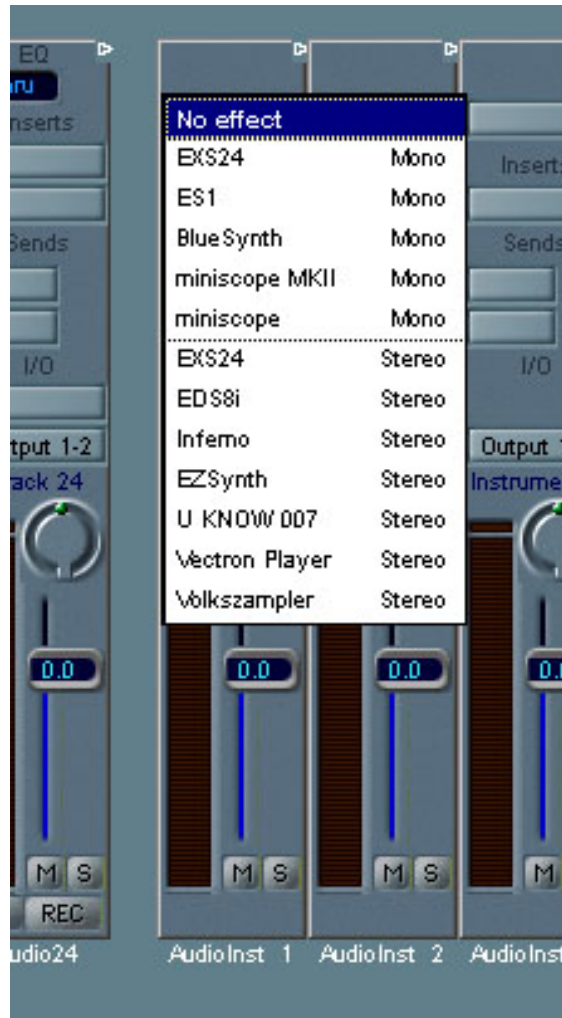 EQ
No effect
EXS24 Mono
ES1 Mono
BlueSynth Mono
miniscope MKII Mono
miniscope Mono
EXS24 Stereo
EDS8i Stereo
Inferno Stereo
EZSynth Stereo
U KNOW 007 Stereo
Vectron Player Stereo
Volkszampler Stereo
I/O
1-2
24
0.0
M S
REC
0.0
M S
AudioInst 1
0.0
M S
AudioInst 2
Inserts
Sends
I/O
Output
M
AudioInst